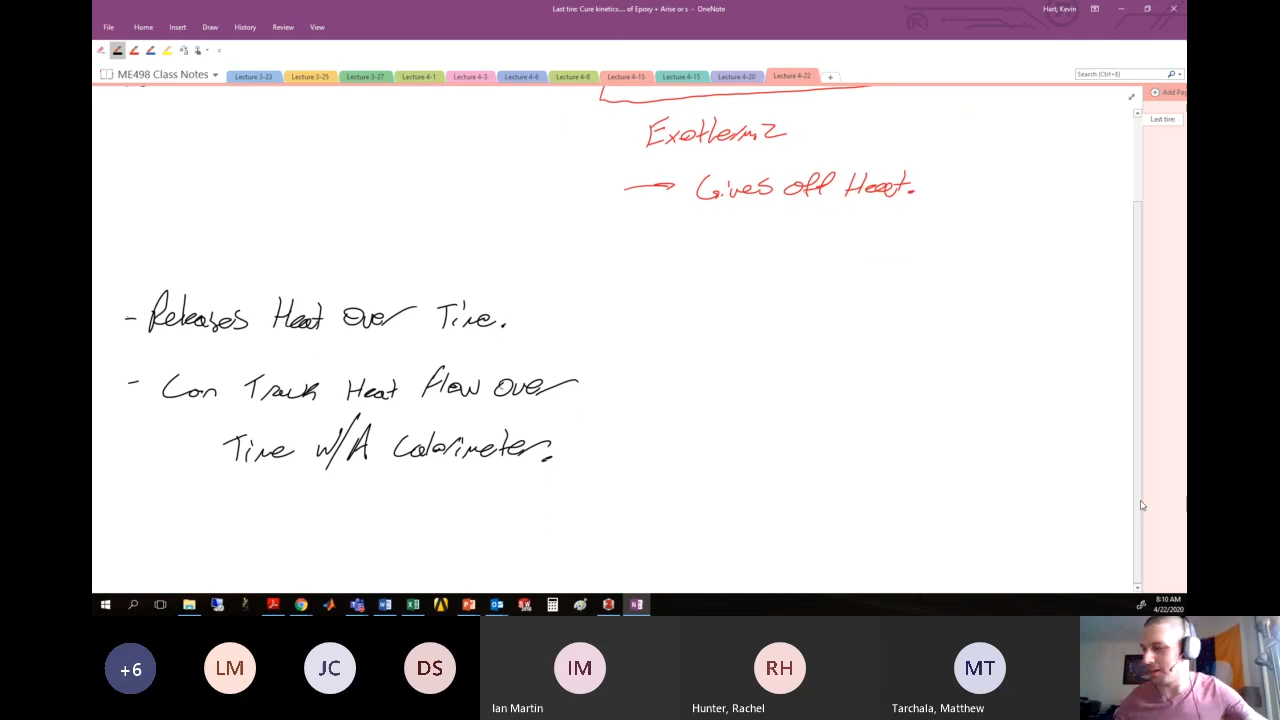 Last tire: Cure kinetics.... of Epoxy + Arise or s - OneNote
Hart, Kevin
File Home Insert Draw History Review View
ME498 Class Notes
Lecture 3-23 Lecture 3-25 Lecture 3-27 Lecture 4-1 Lecture 4-3 Lecture 4-6 Lecture 4-8 Lecture 4-13 Lecture 4-15 Lecture 4-20 Lecture 4-22
Search (Ctrl+E)
Add Pag
Last tire:
Exotherm
→ Gives off Heat.
- Releases Heat Over Time.
- Can Track Heat flow over
Time w/A Calorimeter.
8:10 AM
4/22/2020
+6 LM JC DS IM RH MT
Ian Martin Hunter, Rachel Tarchala, Matthew